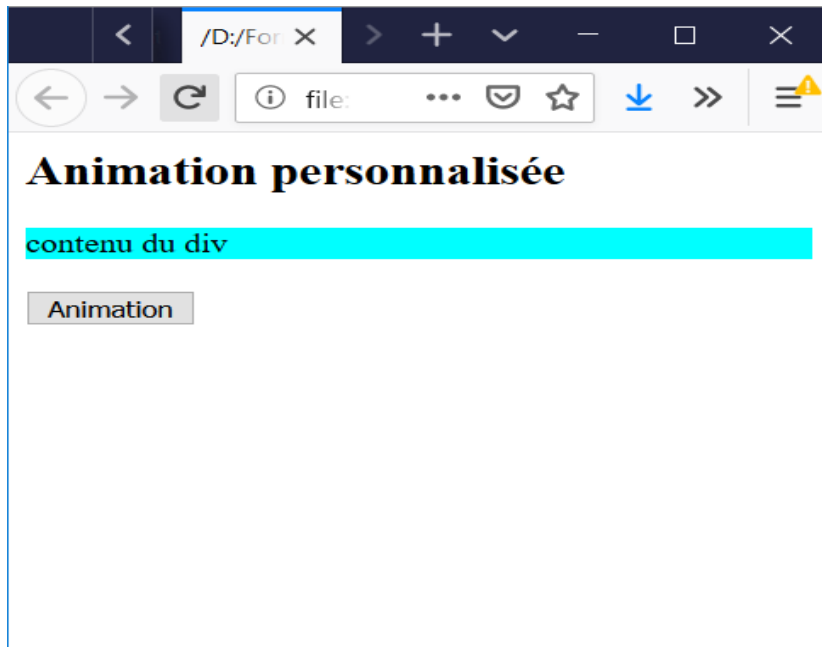 /D:/For
file:
Animation personnalisée
contenu du div
Animation